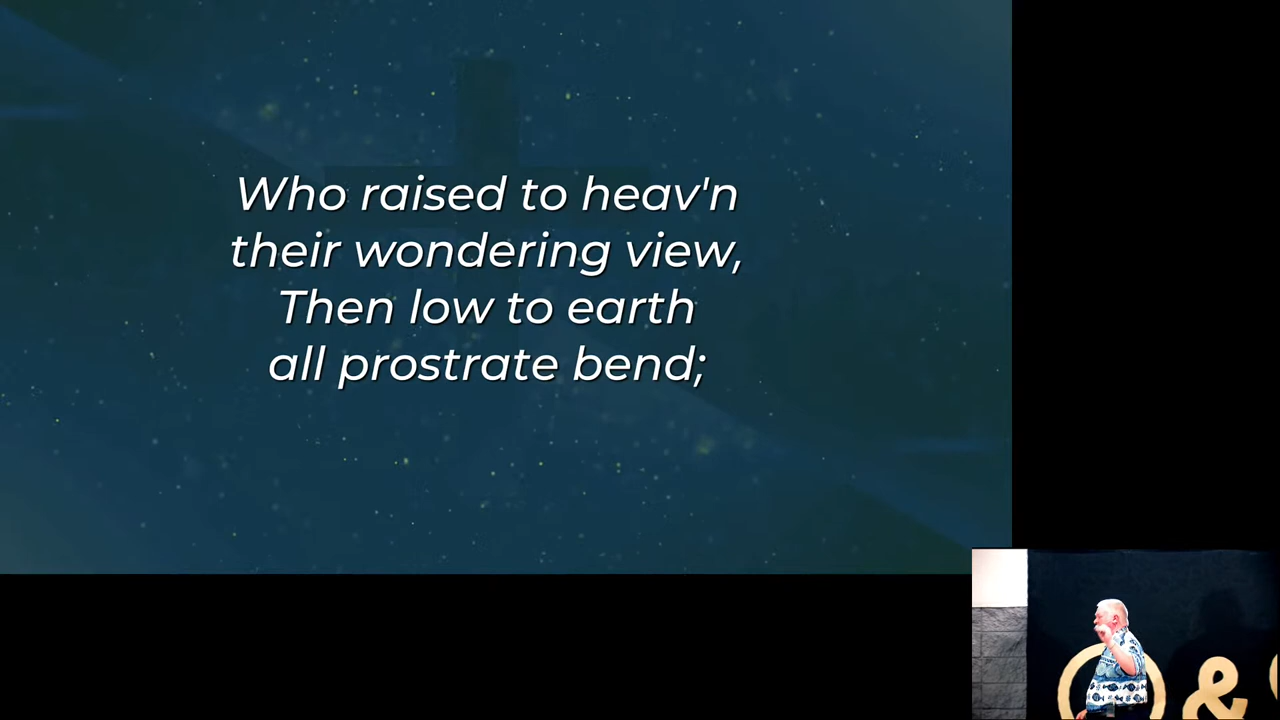 Who raised to heav'n
their wondering view,
Then low to earth
all prostrate bend;
&